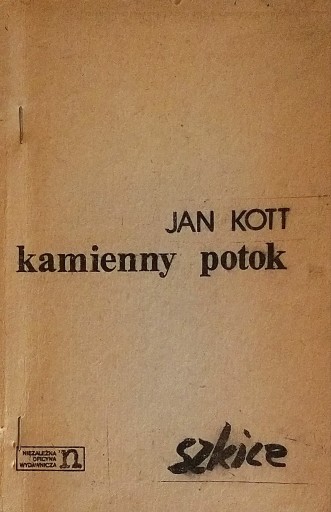 JAN KOTT
kamienny potok
szkice
NIEZALEŻNA
OFICYNA
WYDAWNICZA
n